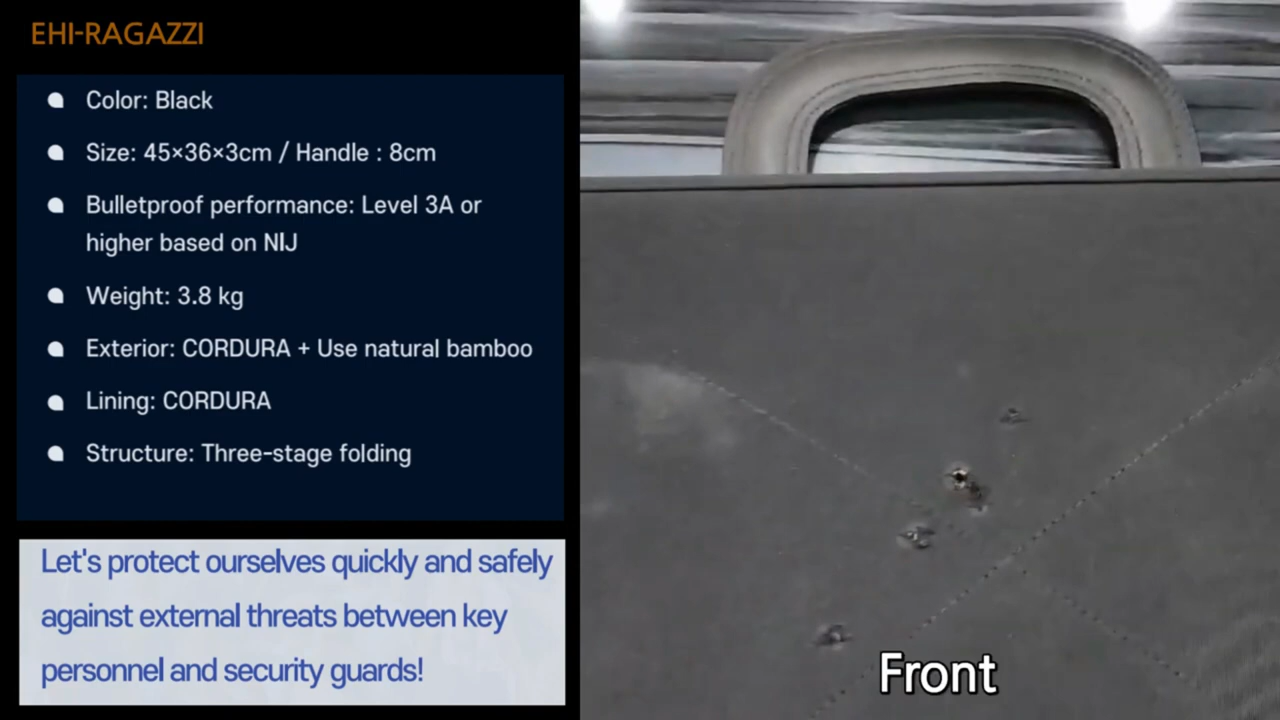 EHI-RAGAZZI
Color: Black
Size: 45×36×3cm / Handle : 8cm
Bulletproof performance: Level 3A or
higher based on NIJ
Weight: 3.8 kg
Exterior: CORDURA + Use natural bamboo
Lining: CORDURA
Structure: Three-stage folding
Let's protect ourselves quickly and safely
against external threats between key
personnel and security guards!
Front